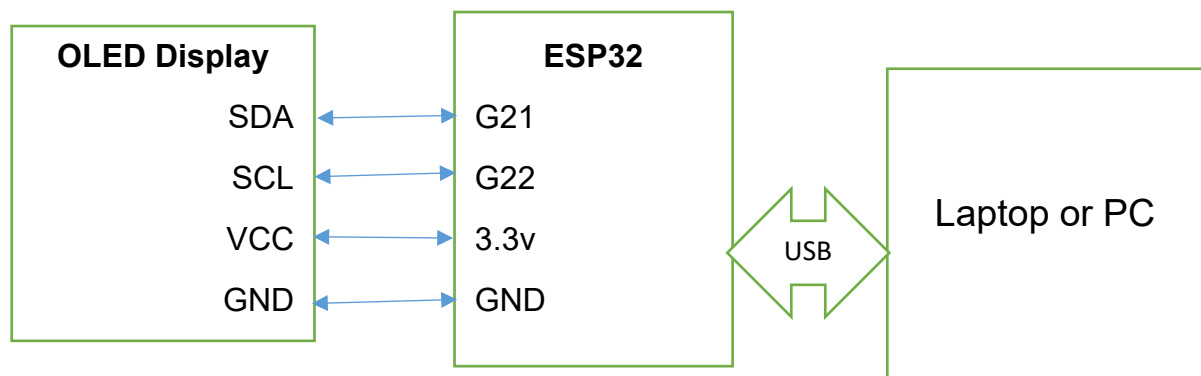 OLED Display
SDA
SCL
VCC
GND
ESP32
G21
G22
3.3v
GND
USB
Laptop or PC